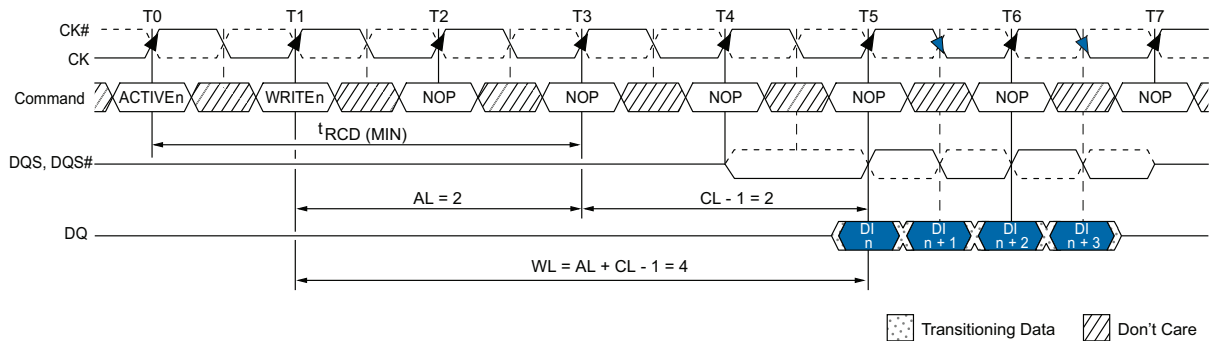 T0 T1 T2 T3 T4 T5 T6 T7
CK#
CK
Command ACTIVEn WRITEn NOP NOP NOP NOP NOP NOP
tRCD (MIN)
DQS, DQS#
AL = 2 CL - 1 = 2
DQ DI n DI n + 1 DI n + 2 DI n + 3
WL = AL + CL - 1 = 4
Transitioning Data Don't Care